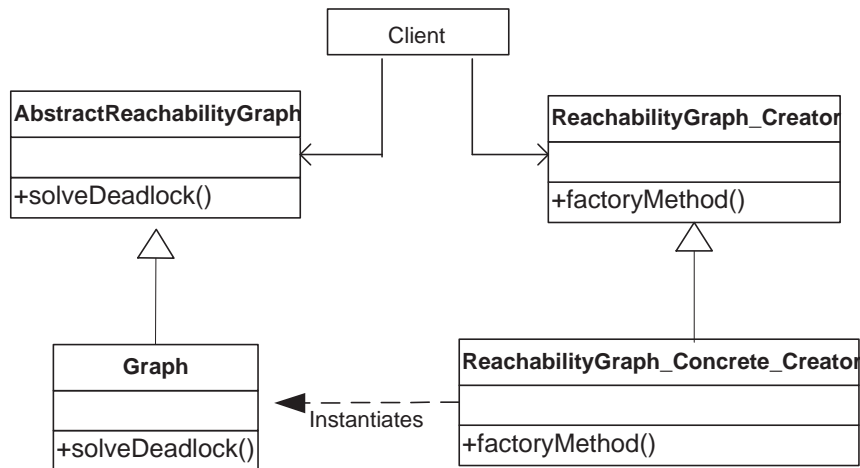 Client
AbstractReachabilityGraph
+solveDeadlock()
ReachabilityGraph_Creator
+factoryMethod()
Graph
+solveDeadlock()
Instantiates
ReachabilityGraph_Concrete_Creator
+factoryMethod()